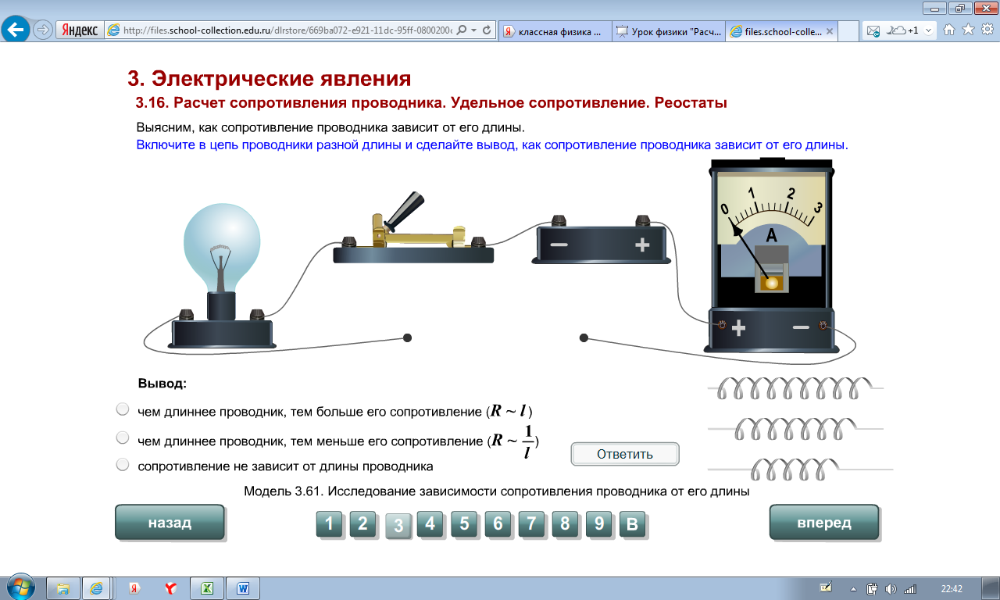 Яндекс
http://files.school-collection.edu.ru/dlrstore/669ba072-e921-11dc-95ff-0800200c
классная физика ...
Урок физики "Расч...
files.school-colle...
+1
3. Электрические явления
3.16. Расчет сопротивления проводника. Удельное сопротивление. Реостаты
Выясним, как сопротивление проводника зависит от его длины.
Включите в цепь проводники разной длины и сделайте вывод, как сопротивление проводника зависит от его длины.
0 1 2 3
A
− +
+ −
Вывод:
чем длиннее проводник, тем больше его сопротивление (R ~ l)
чем длиннее проводник, тем меньше его сопротивление (R ~ 1/l)
сопротивление не зависит от длины проводника
Ответить
Модель 3.61. Исследование зависимости сопротивления проводника от его длины
назад
1 2 3 4 5 6 7 8 9 В
вперед
22:42